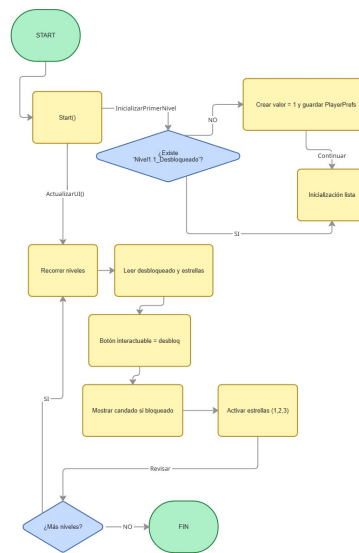 START
Start()
InicializarPrimerNivel
¿Existe
'Nivel1.1_Desbloqueado'?
NO
Crear valor = 1 y guardar PlayerPrefs
Continuar
Inicialización lista
SI
ActualizarUI()
Recorrer niveles
Leer desbloqueado y estrellas
Botón interactuable = desbloq
Mostrar candado si bloqueado
Activar estrellas (1,2,3)
SI
Revisar
¿Más niveles?
NO
FIN